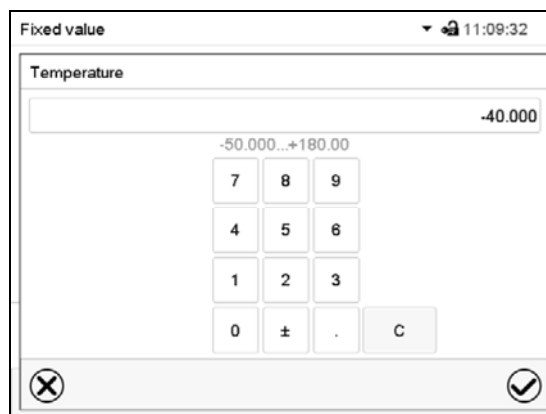 Fixed value 11:09:32
Temperature
-40.000
-50.000...+180.00
7 8 9
4 5 6
1 2 3
0 ± . C